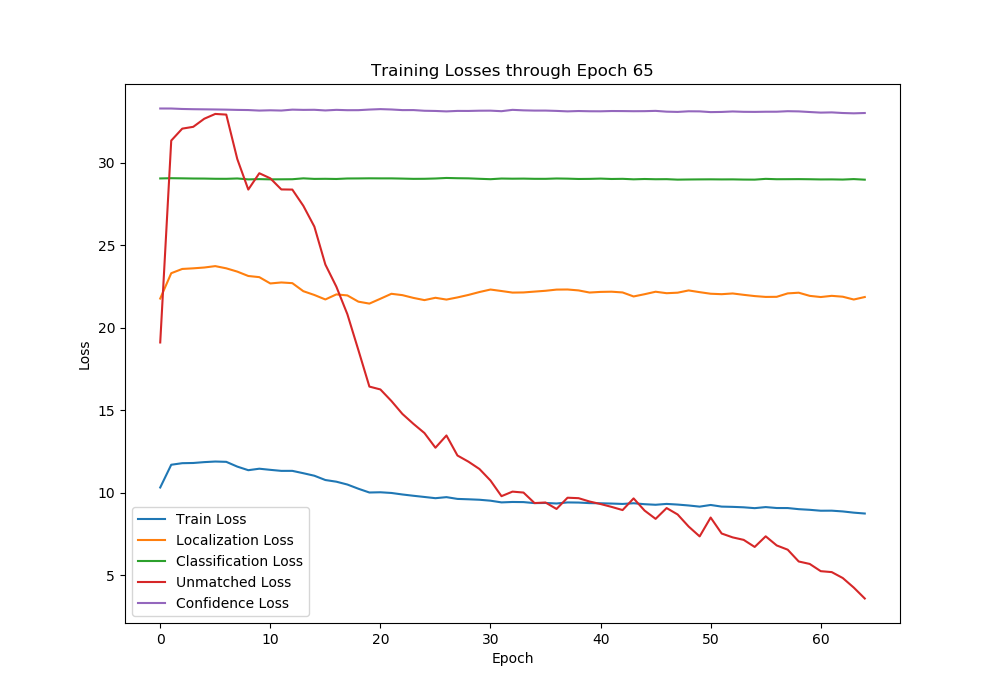 Training Losses through Epoch 65
Loss
30
25
20
15
10
5
Train Loss
Localization Loss
Classification Loss
Unmatched Loss
Confidence Loss
0 10 20 30 40 50 60
Epoch